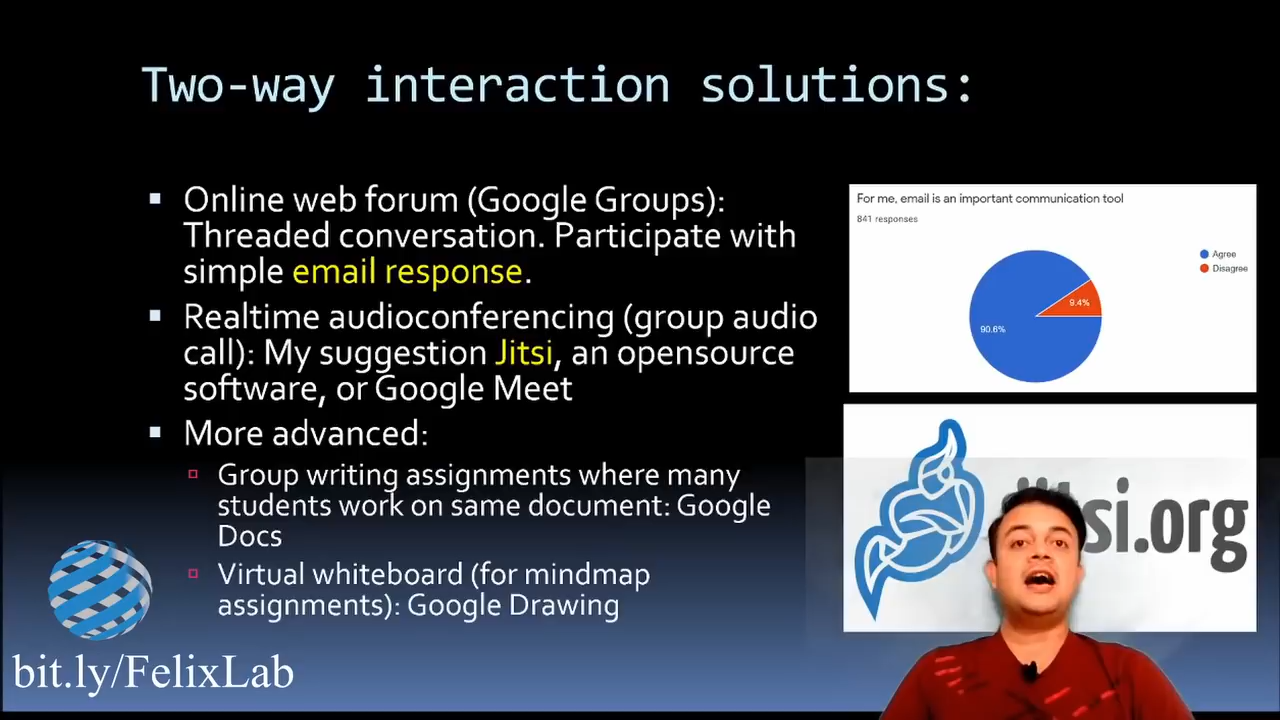 Two-way interaction solutions:
Online web forum (Google Groups):
Threaded conversation. Participate with
simple email response.
Realtime audioconferencing (group audio
call): My suggestion Jitsi, an opensource
software, or Google Meet
More advanced:
Group writing assignments where many
students work on same document: Google
Docs
Virtual whiteboard (for mindmap
assignments): Google Drawing
For me, email is an important communication tool
841 responses
Agree
Disagree
9.4%
90.6%
jitsi.org
bit.ly/FelixLab